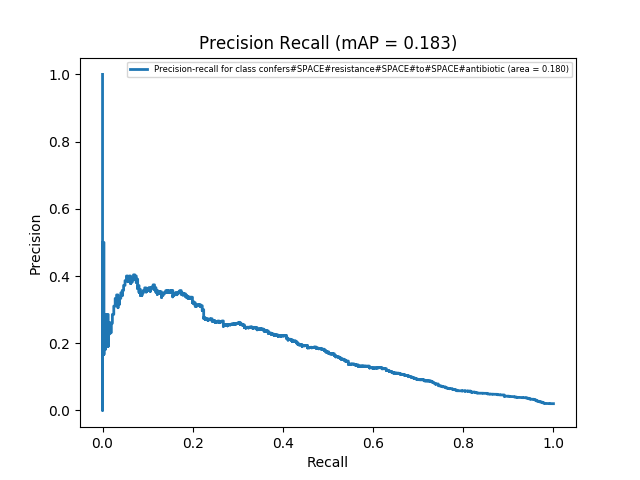 Precision Recall (mAP = 0.183)
Precision-recall for class confers#SPACE#resistance#SPACE#to#SPACE#antibiotic (area = 0.180)
1.0
0.8
0.6
0.4
0.2
0.0
Precision
0.0 0.2 0.4 0.6 0.8 1.0
Recall